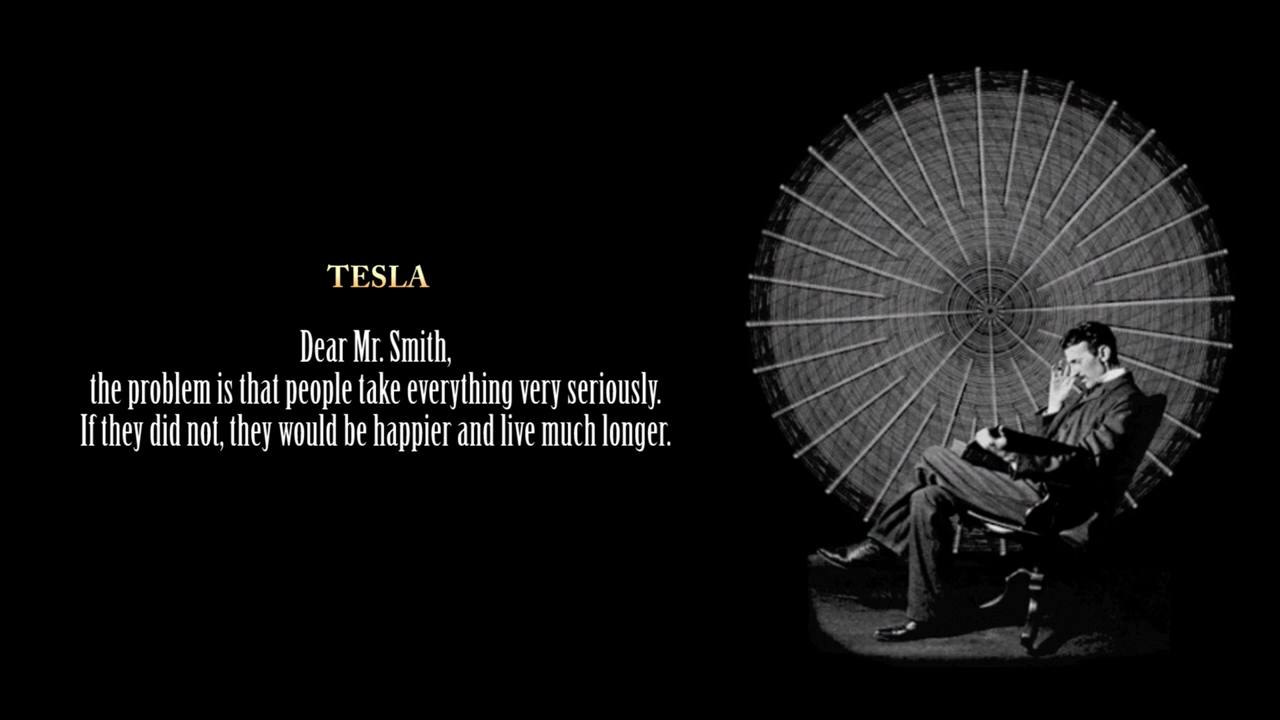 TESLA
Dear Mr. Smith,
the problem is that people take everything very seriously.
If they did not, they would be happier and live much longer.